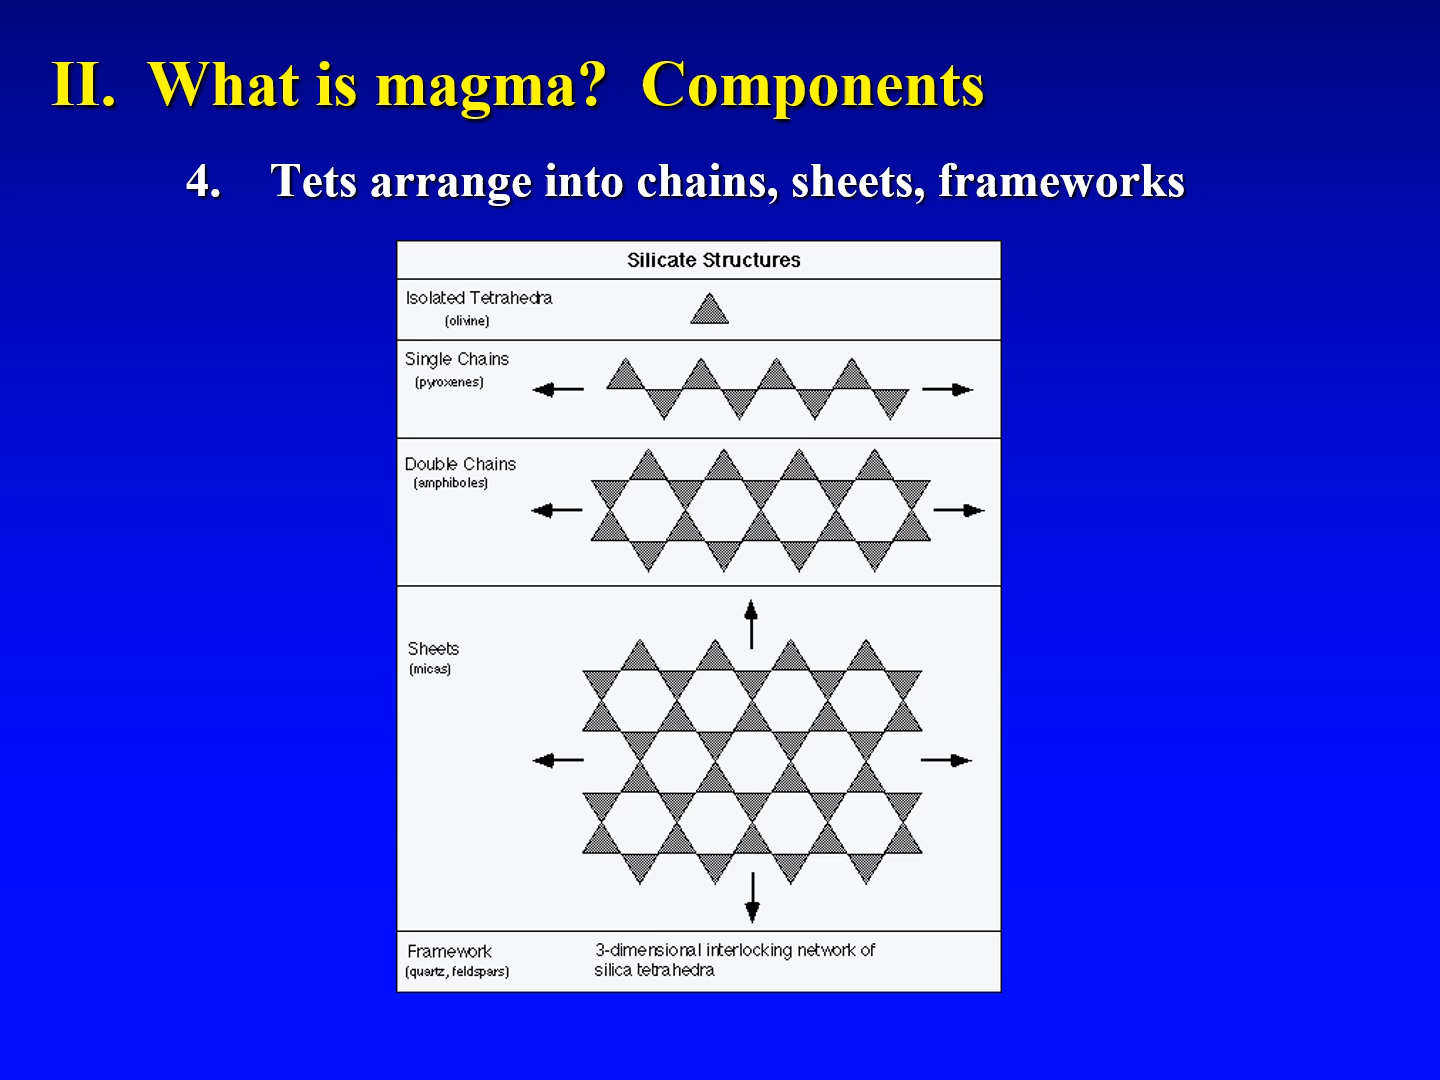 II. What is magma? Components
4. Tets arrange into chains, sheets, frameworks
Silicate Structures
Isolated Tetrahedra
(olivine)
Single Chains
(pyroxenes)
Double Chains
(amphiboles)
Sheets
(micas)
Framework
(quartz, feldspars)
3-dimensional interlocking network of
silica tetrahedra